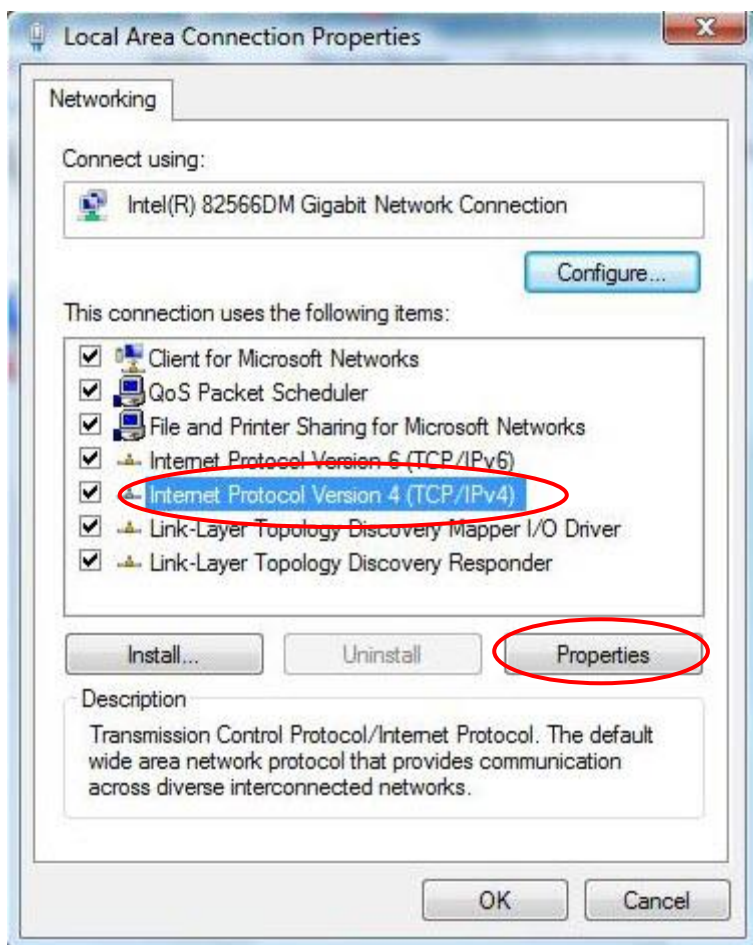 Local Area Connection Properties
Networking
Connect using:
Intel(R) 82566DM Gigabit Network Connection
Configure...
This connection uses the following items:
Client for Microsoft Networks
QoS Packet Scheduler
File and Printer Sharing for Microsoft Networks
Internet Protocol Version 6 (TCP/IPv6)
Internet Protocol Version 4 (TCP/IPv4)
Link-Layer Topology Discovery Mapper I/O Driver
Link-Layer Topology Discovery Responder
Install... Uninstall Properties
Description
Transmission Control Protocol/Internet Protocol. The default
wide area network protocol that provides communication
across diverse interconnected networks.
OK Cancel